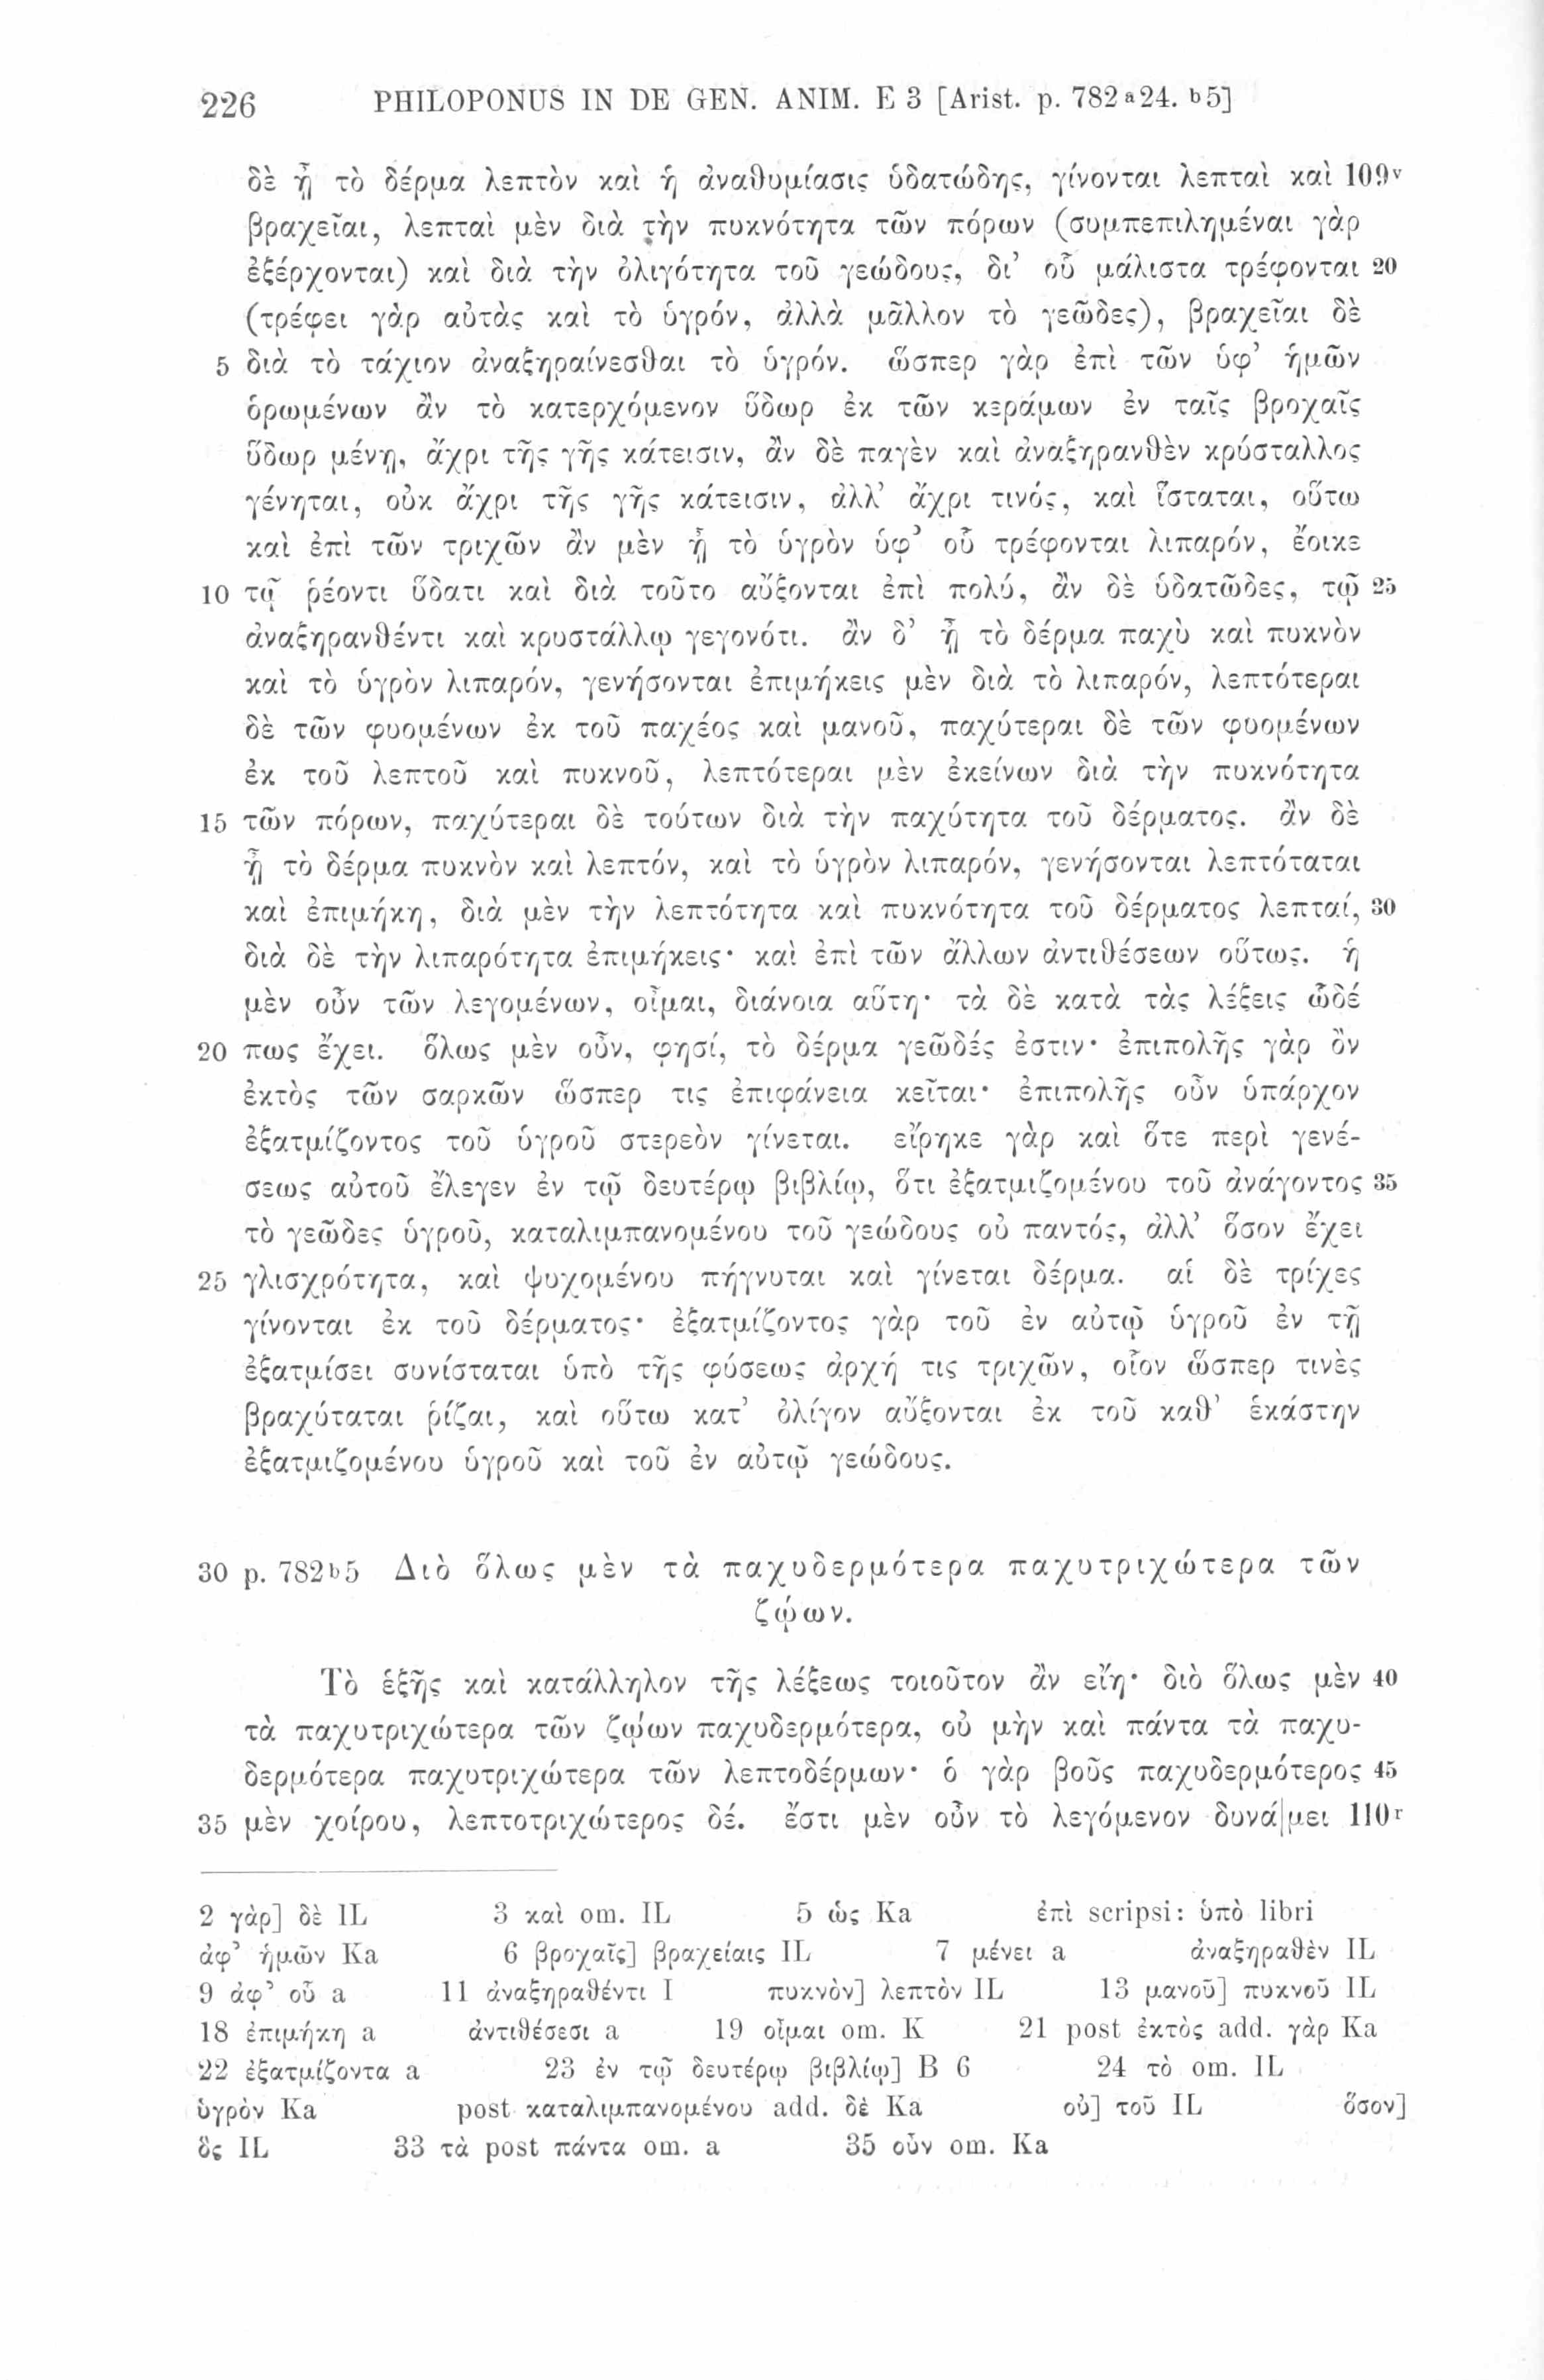 226 PHILOPONUS IN DE GEN. ANIM. E 3 [Arist. p. 782 a 24. b 5]
δὲ ᾖ τὸ δέρμα λεπτὸν καὶ ἡ ἀναθυμίασις ὑδατώδης, γίνονται λεπταὶ καὶ 109v
βραχεῖαι, λεπταὶ μὲν διὰ τὴν πυκνότητα τῶν πόρων (συμπεπιλημέναι γὰρ
ἐξέρχονται) καὶ διὰ τὴν ὀλιγότητα τοῦ γεώδους, δι’ οὗ μάλιστα τρέφονται 20
(τρέφει γὰρ αὐτὰς καὶ τὸ ὑγρόν, ἀλλὰ μᾶλλον τὸ γεῶδες), βραχεῖαι δὲ
5 διὰ τὸ τάχιον ἀναξηραίνεσθαι τὸ ὑγρόν. ὥσπερ γὰρ ἐπὶ τῶν ὑφ’ ἡμῶν
ὁρωμένων ἂν τὸ κατερχόμενον ὕδωρ ἐκ τῶν κεράμων ἐν ταῖς βροχαῖς
ὕδωρ μένῃ, ἄχρι τῆς γῆς κάτεισιν, ἂν δὲ παγὲν καὶ ἀναξηρανθὲν κρύσταλλος
γένηται, οὐκ ἄχρι τῆς γῆς κάτεισιν, ἀλλ’ ἄχρι τινός, καὶ ἵσταται, οὕτω
καὶ ἐπὶ τῶν τριχῶν ἂν μὲν ᾖ τὸ ὑγρὸν ὑφ’ οὗ τρέφονται λιπαρόν, ἔοικε
10 τῷ ῥέοντι ὕδατι καὶ διὰ τοῦτο αὔξονται ἐπὶ πολύ, ἂν δὲ ὑδατῶδες, τῷ 25
ἀναξηρανθέντι καὶ κρυστάλλῳ γεγονότι. ἂν δ’ ᾖ τὸ δέρμα παχὺ καὶ πυκνὸν
καὶ τὸ ὑγρὸν λιπαρόν, γενήσονται ἐπιμήκεις μὲν διὰ τὸ λιπαρόν, λεπτότεραι
δὲ τῶν φυομένων ἐκ τοῦ παχέος καὶ μανοῦ, παχύτεραι δὲ τῶν φυομένων
ἐκ τοῦ λεπτοῦ καὶ πυκνοῦ, λεπτότεραι μὲν ἐκείνων διὰ τὴν πυκνότητα
15 τῶν πόρων, παχύτεραι δὲ τούτων διὰ τὴν παχύτητα τοῦ δέρματος. ἂν δὲ
ᾖ τὸ δέρμα πυκνὸν καὶ λεπτόν, καὶ τὸ ὑγρὸν λιπαρόν, γενήσονται λεπτόταται
καὶ ἐπιμήκη, διὰ μὲν τὴν λεπτότητα καὶ πυκνότητα τοῦ δέρματος λεπταί, 30
διὰ δὲ τὴν λιπαρότητα ἐπιμήκεις· καὶ ἐπὶ τῶν ἄλλων ἀντιθέσεων οὕτως. ἡ
μὲν οὖν τῶν λεγομένων, οἶμαι, διάνοια αὕτη· τὰ δὲ κατὰ τὰς λέξεις ὧδέ
20 πως ἔχει. ὅλως μὲν οὖν, φησί, τὸ δέρμα γεῶδές ἐστιν· ἐπιπολῆς γὰρ ὂν
ἐκτὸς τῶν σαρκῶν ὥσπερ τις ἐπιφάνεια κεῖται· ἐπιπολῆς οὖν ὑπάρχον
ἐξατμίζοντος τοῦ ὑγροῦ στερεὸν γίνεται. εἴρηκε γὰρ καὶ ὅτε περὶ γενέ-
σεως αὐτοῦ ἔλεγεν ἐν τῷ δευτέρῳ βιβλίῳ, ὅτι ἐξατμιζομένου τοῦ ἀνάγοντος 35
τὸ γεῶδες ὑγροῦ, καταλιμπανομένου τοῦ γεώδους οὐ παντός, ἀλλ’ ὅσον ἔχει
25 γλισχρότητα, καὶ ψυχομένου πήγνυται καὶ γίνεται δέρμα. αἱ δὲ τρίχες
γίνονται ἐκ τοῦ δέρματος· ἐξατμίζοντος γὰρ τοῦ ἐν αὐτῷ ὑγροῦ ἐν τῇ
ἐξατμίσει συνίσταται ὑπὸ τῆς φύσεως ἀρχή τις τριχῶν, οἷον ὥσπερ τινὲς
βραχύταται ῥίζαι, καὶ οὕτω κατ’ ὀλίγον αὔξονται ἐκ τοῦ καθ’ ἑκάστην
ἐξατμιζομένου ὑγροῦ καὶ τοῦ ἐν αὐτῷ γεώδους.
30 p. 782b5 Διὸ ὅλως μὲν τὰ παχυδερμότερα παχυτριχώτερα τῶν
ζῴων.
Τὸ ἑξῆς καὶ κατάλληλον τῆς λέξεως τοιοῦτον ἂν εἴη· διὸ ὅλως μὲν 40
τὰ παχυτριχώτερα τῶν ζῴων παχυδερμότερα, οὐ μὴν καὶ πάντα τὰ παχυ-
δερμότερα παχυτριχώτερα τῶν λεπτοδέρμων· ὁ γὰρ βοῦς παχυδερμότερος 45
35 μὲν χοίρου, λεπτοτριχώτερος δέ. ἔστι μὲν οὖν τὸ λεγόμενον δυνά|μει 110r
2 γὰρ] δὲ IL 3 καὶ om. IL 5 ὡς Ka ἐπὶ scripsi: ὑπὸ libri
ἀφ’ ἡμῶν Ka 6 βροχαῖς] βραχείαις IL 7 μένει a ἀναξηραθὲν IL
9 ἀφ’ οὗ a 11 ἀναξηραθέντι I πυκνὸν] λεπτὸν IL 13 μανοῦ] πυκνοῦ IL
18 ἐπιμήκη a ἀντιθέσεσι a 19 οἶμαι om. K 21 post ἐκτὸς add. γὰρ Ka
22 ἐξατμίζοντα a 23 ἐν τῷ δευτέρῳ βιβλίῳ] B 6 24 τὸ om. IL
ὑγρὸν Ka post καταλιμπανομένου add. δὲ Ka οὐ] τοῦ IL ὅσον]
ὃς IL 33 τὰ post πάντα om. a 35 οὖν om. Ka